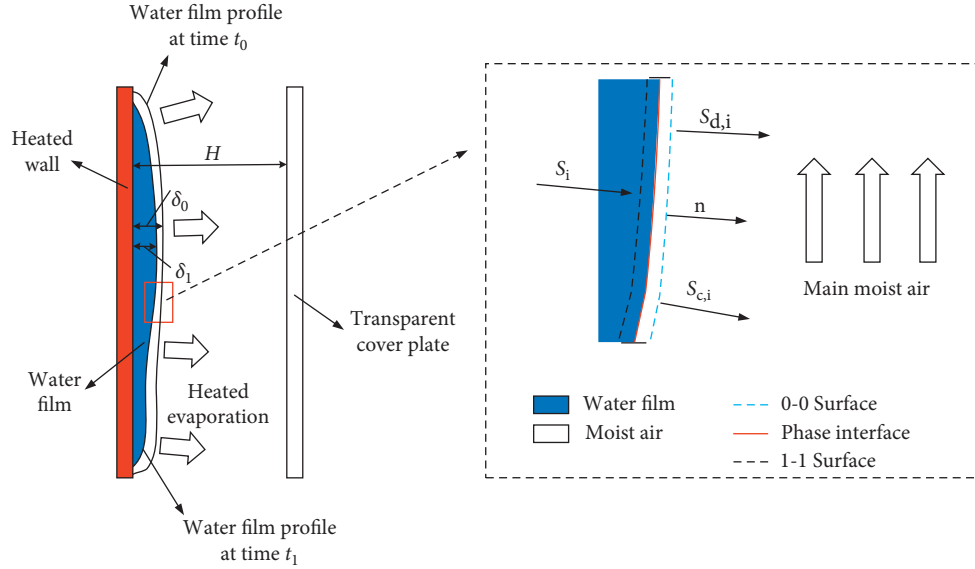 Water film profile
at time t0
Heated
wall
H
δ0
δ1
Transparent
cover plate
Water
film
Heated
evaporation
Water film profile
at time t1
Si
Sd,i
n
Sc,i
Main moist air
Water film
Moist air
0-0 Surface
Phase interface
1-1 Surface